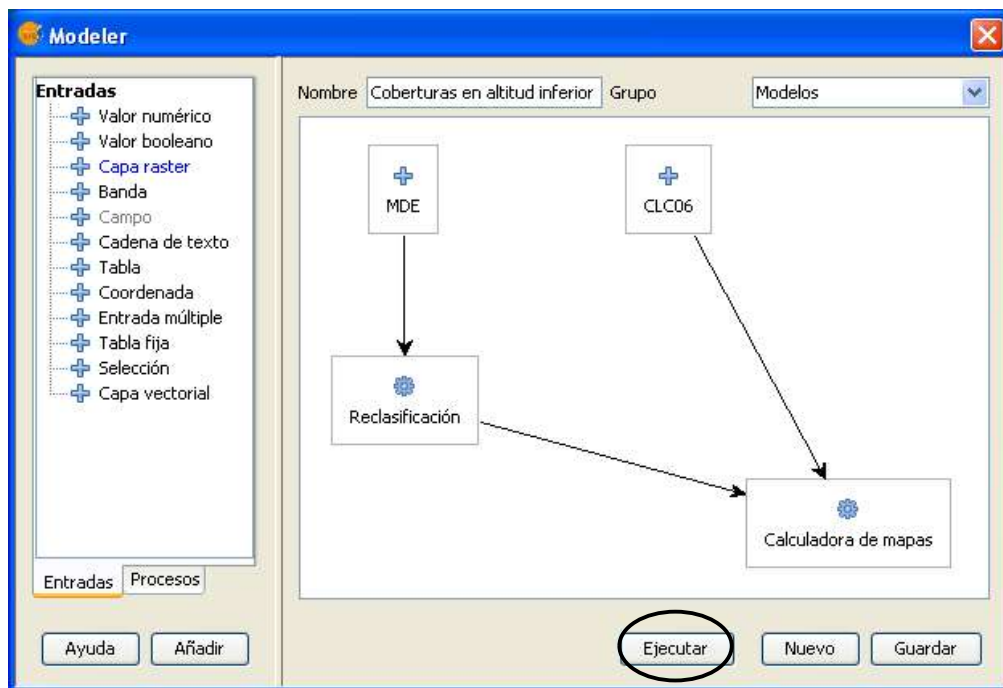 Modeler
Entradas
Valor numérico
Valor booleano
Capa raster
Banda
Campo
Cadena de texto
Tabla
Coordenada
Entrada múltiple
Tabla fija
Selección
Capa vectorial
Entradas Procesos
Ayuda Añadir
Nombre Coberturas en altitud inferior Grupo Modelos
MDE CLC06
Reclasificación
Calculadora de mapas
Ejecutar Nuevo Guardar